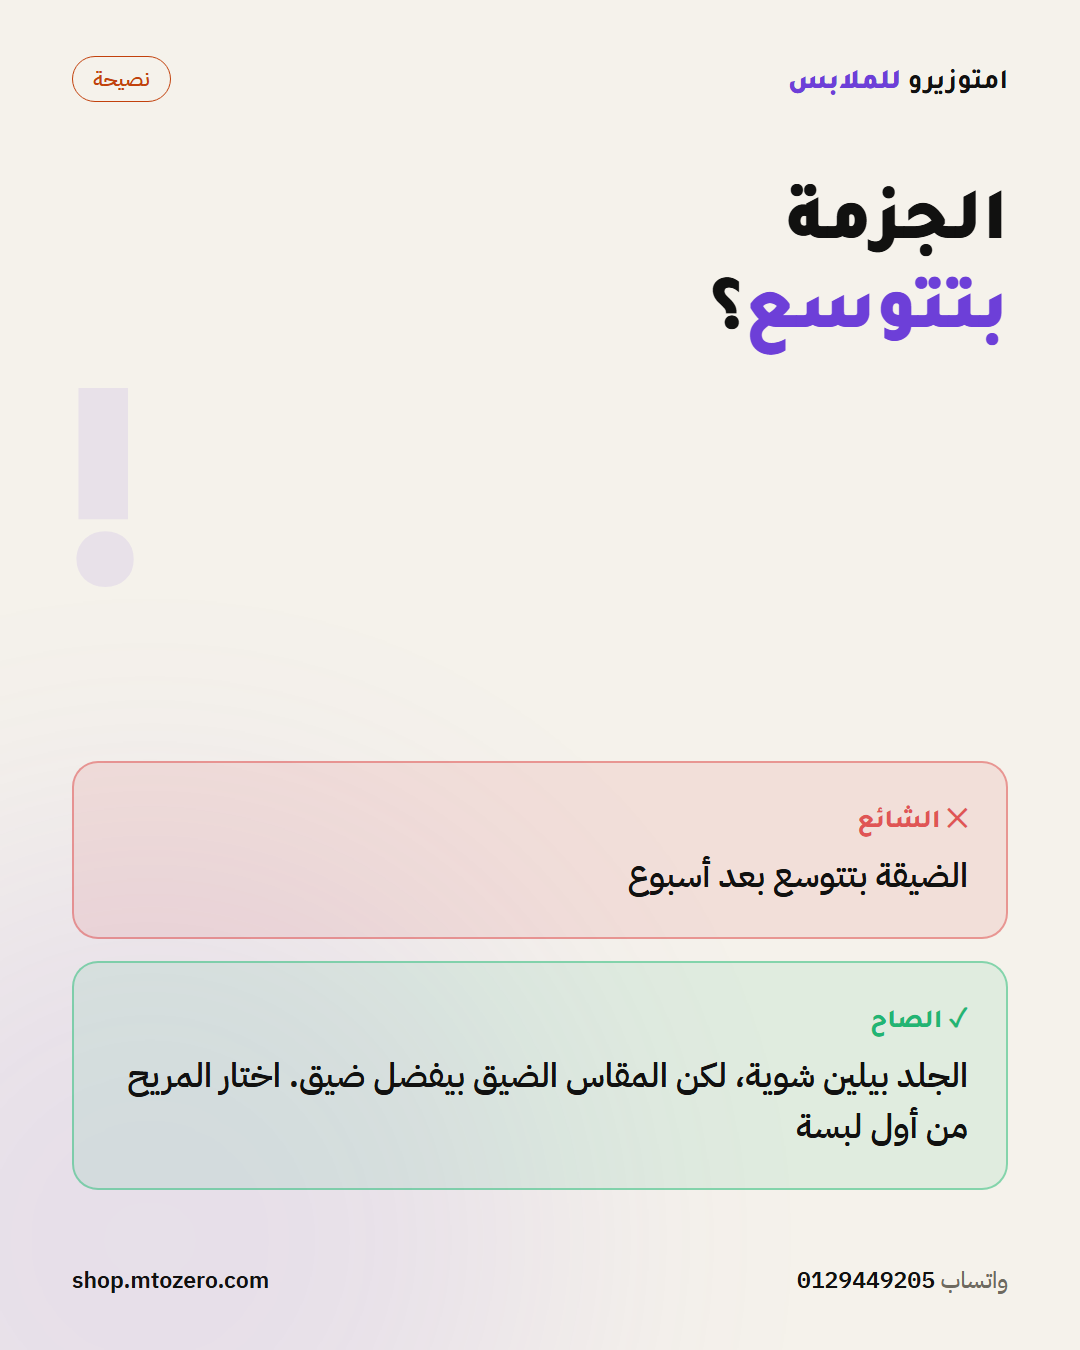 امتوزيرو للملابس
نصيحة
الجزمة
بتتوسع؟
!
✕ الشائع
الضيقة بتتوسع بعد أسبوع
✓ الصاح
الجلد بيلين شوية، لكن المقاس الضيق بيفضل ضيق. اختار المريح
من أول لبسة
واتساب 0129449205
shop.mtozero.com